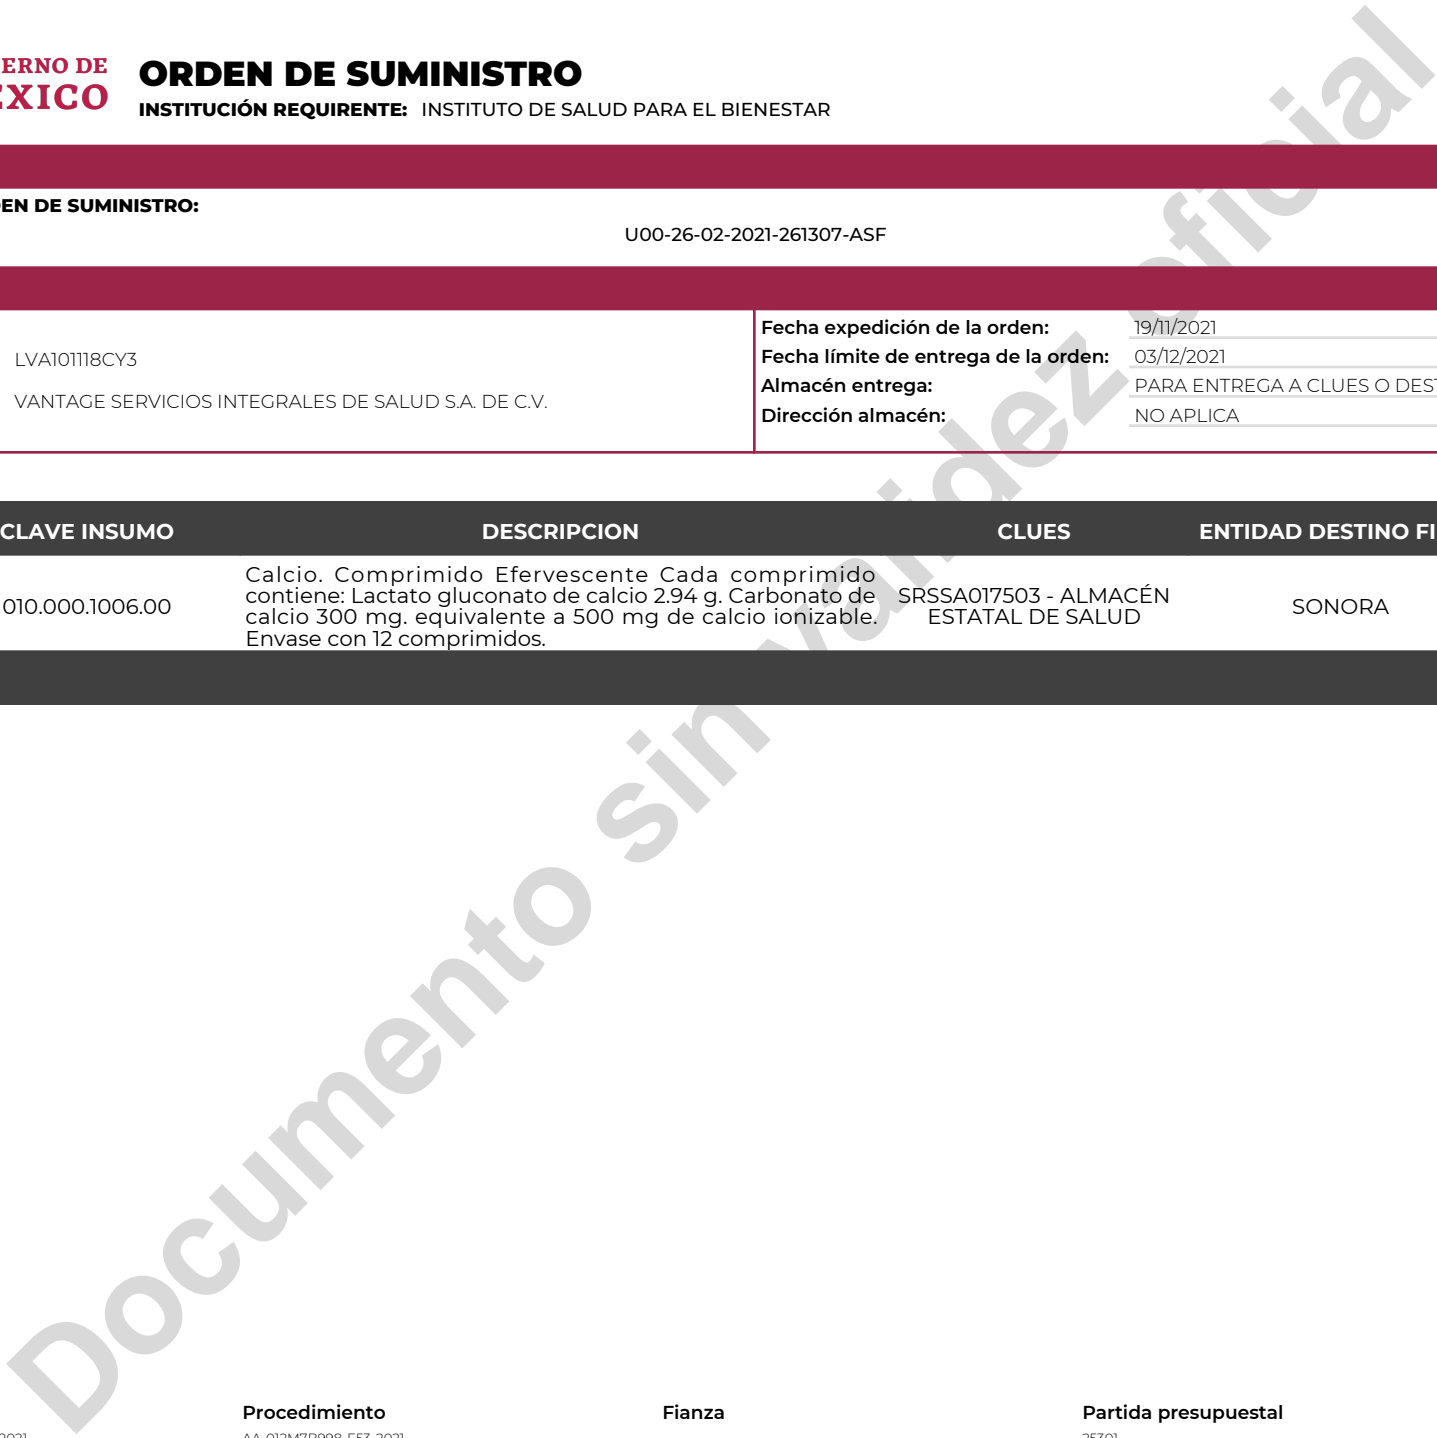 ERNO DE
ÉXICO
ORDEN DE SUMINISTRO
INSTITUCIÓN REQUIRENTE: INSTITUTO DE SALUD PARA EL BIENESTAR
EN DE SUMINISTRO:
U00-26-02-2021-261307-ASF
LVA101118CY3
VANTAGE SERVICIOS INTEGRALES DE SALUD S.A. DE C.V.
Fecha expedición de la orden: 19/11/2021
Fecha límite de entrega de la orden: 03/12/2021
Almacén entrega: PARA ENTREGA A CLUES O DEST
Dirección almacén: NO APLICA
CLAVE INSUMO DESCRIPCION CLUES ENTIDAD DESTINO FI
010.000.1006.00
Calcio. Comprimido Efervescente Cada comprimido
contiene: Lactato gluconato de calcio 2.94 g. Carbonato de
calcio 300 mg. equivalente a 500 mg de calcio ionizable.
Envase con 12 comprimidos.
SRSSA017503 - ALMACÉN
ESTATAL DE SALUD
SONORA
Documento sin validez oficial
Procedimiento Fianza Partida presupuestal